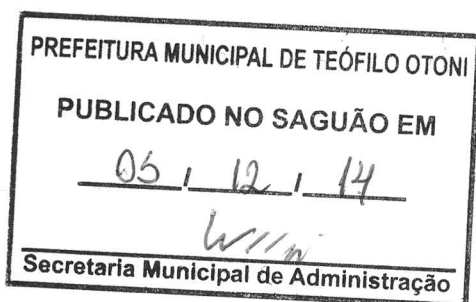 PREFEITURA MUNICIPAL DE TEÓFILO OTONI
PUBLICADO NO SAGUÃO EM
05 / 12 / 14
Secretaria Municipal de Administração